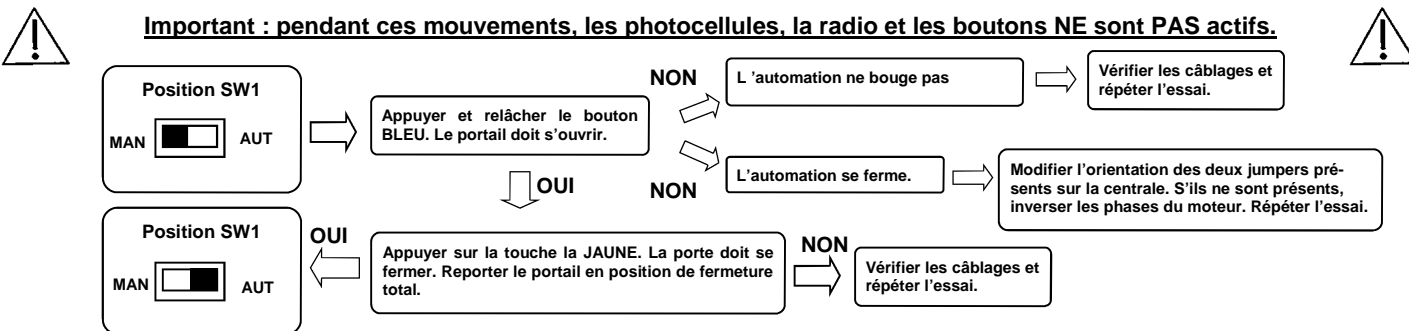 Important : pendant ces mouvements, les photocellules, la radio et les boutons NE sont PAS actifs.
Position SW1
MAN
AUT
Appuyer et relâcher le bouton
BLEU. Le portail doit s'ouvrir.
NON
L 'automation ne bouge pas
Vérifier les câblages et
répéter l'essai.
NON
L'automation se ferme.
Modifier l'orientation des deux jumpers pré-
sents sur la centrale. S'ils ne sont présents,
inverser les phases du moteur. Répéter l'essai.
OUI
Position SW1
MAN
AUT
OUI
Appuyer sur la touche la JAUNE. La porte doit se
fermer. Reporter le portail en position de fermeture
total.
NON
Vérifier les câblages et
répéter l'essai.